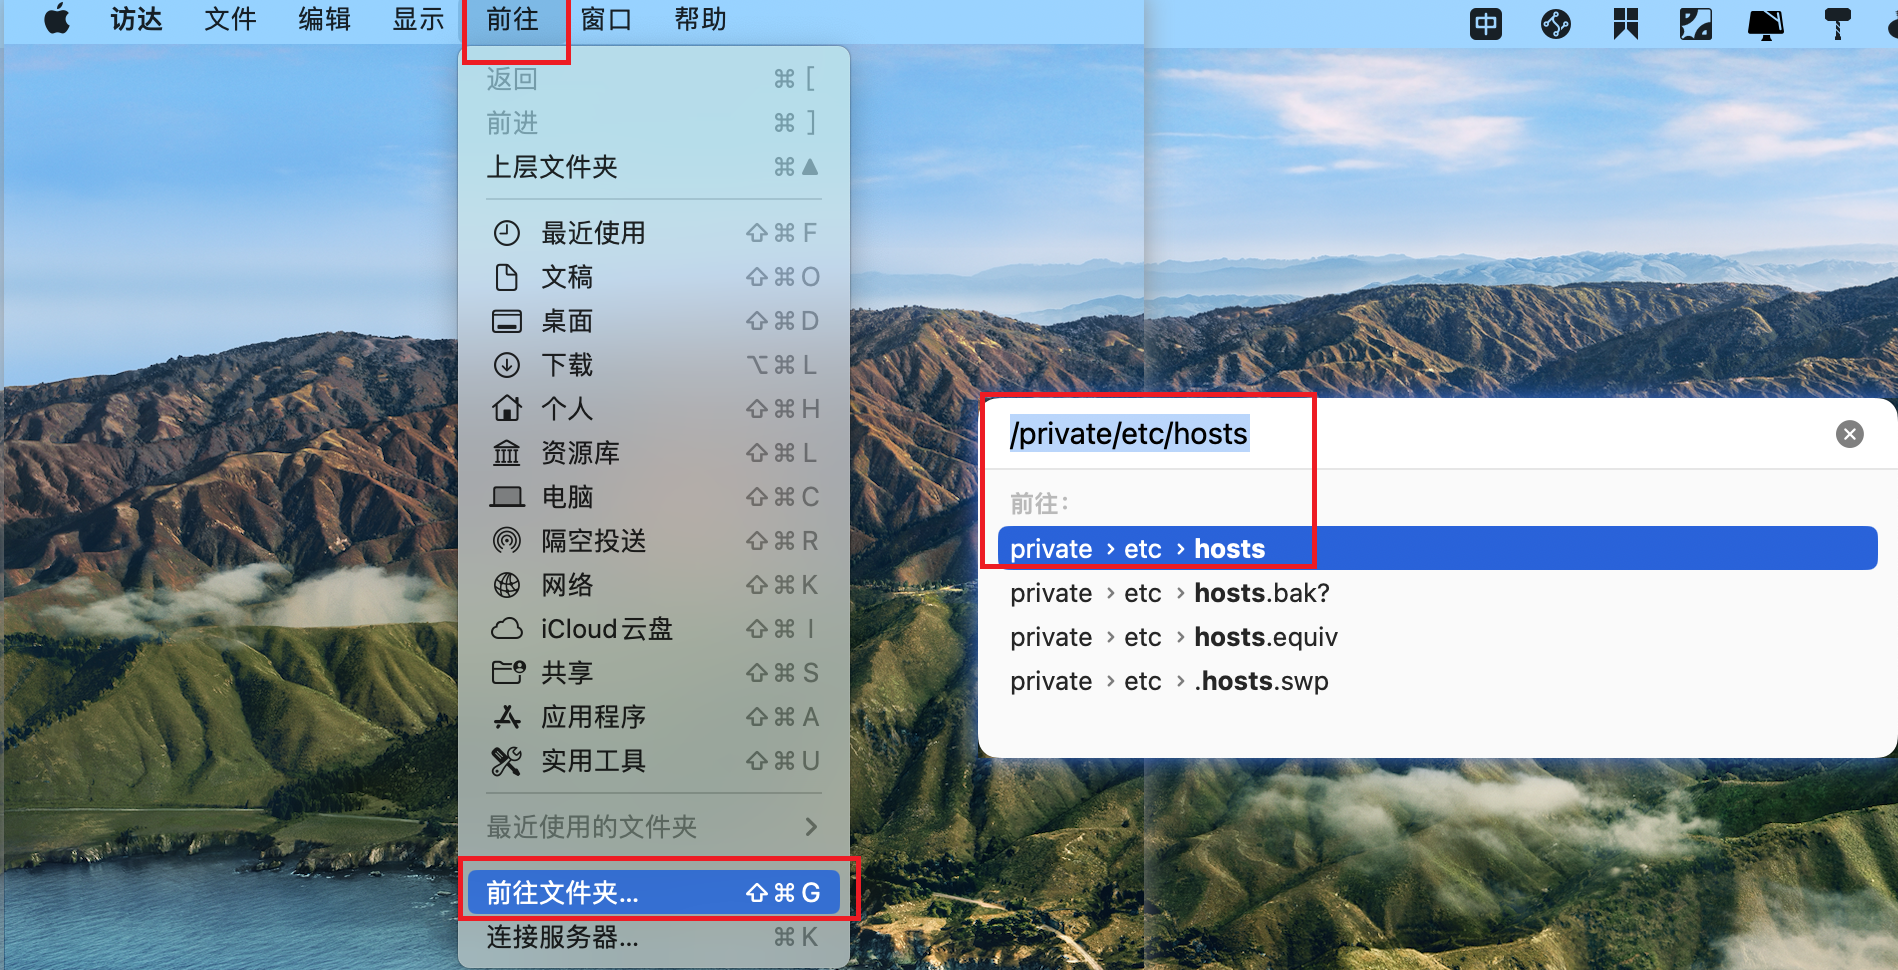 访达 文件 编辑 显示 前往 窗口 帮助
中
返回 ⌘ [
前进 ⌘ ]
上层文件夹 ⌘ ▲
最近使用 ⇧ ⌘ F
文稿 ⇧ ⌘ O
桌面 ⇧ ⌘ D
下载 ⌥ ⌘ L
个人 ⇧ ⌘ H
资源库 ⇧ ⌘ L
电脑 ⇧ ⌘ C
隔空投送 ⇧ ⌘ R
网络 ⇧ ⌘ K
iCloud云盘 ⇧ ⌘ I
共享 ⇧ ⌘ S
应用程序 ⇧ ⌘ A
实用工具 ⇧ ⌘ U
最近使用的文件夹 >
前往文件夹... ⇧ ⌘ G
连接服务器... ⌘ K
/private/etc/hosts
前往：
private › etc › hosts
private › etc › hosts.bak?
private › etc › hosts.equiv
private › etc › .hosts.swp